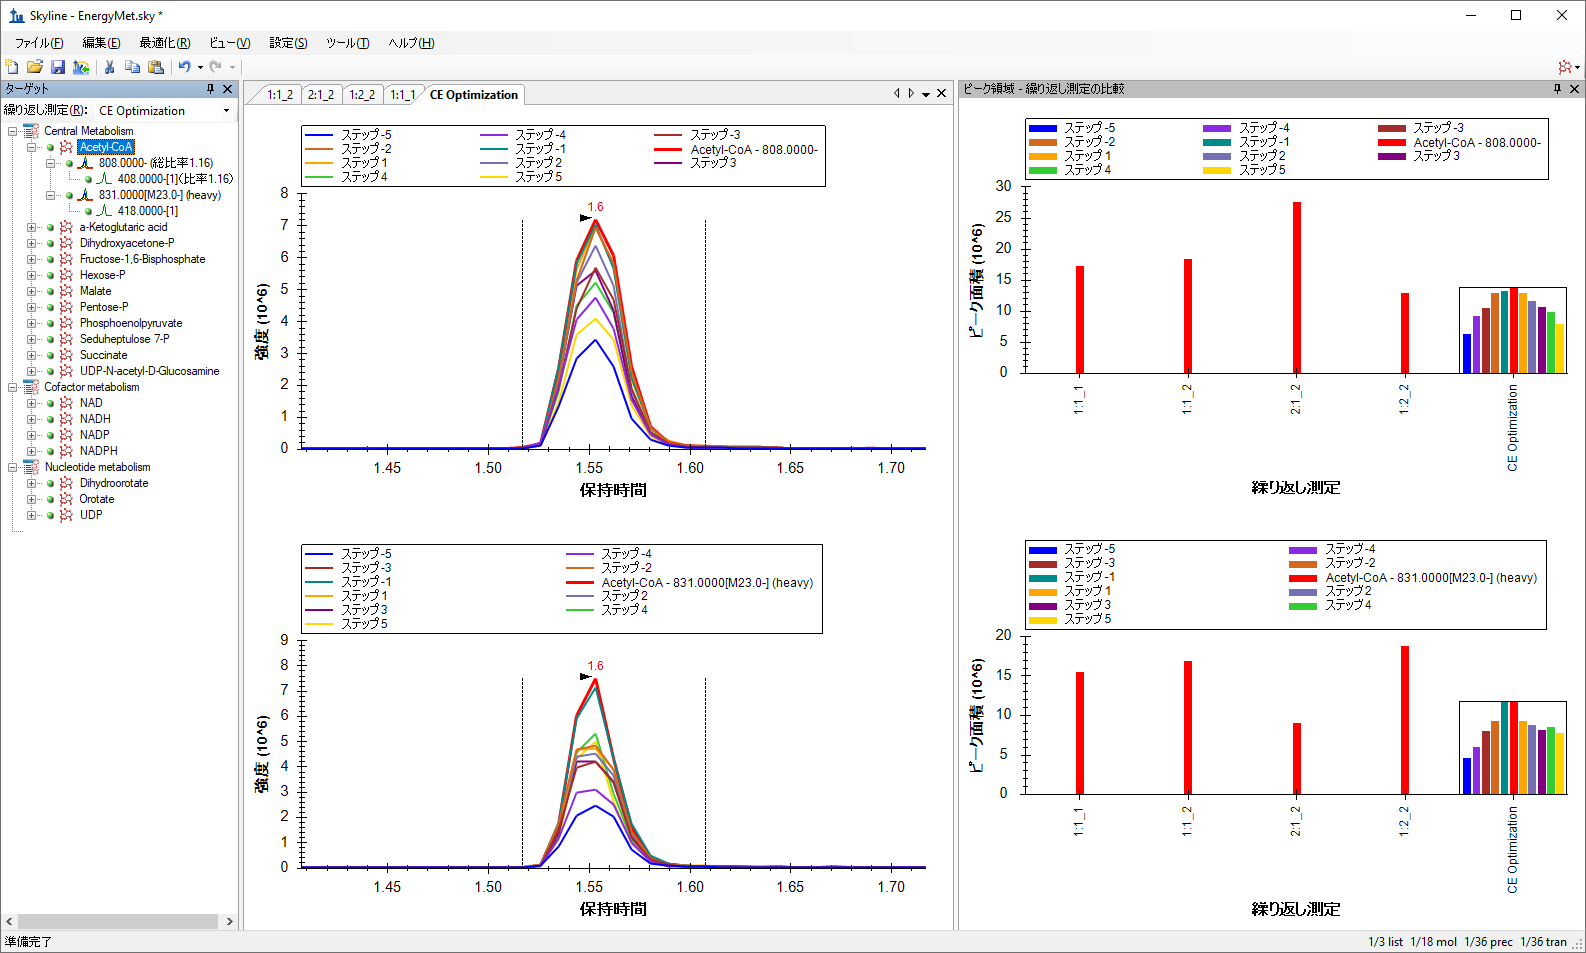 Skyline - EnergyMet.sky *
ファイル(F) 編集(E) 最適化(R) ビュー(V) 設定(S) ツール(T) ヘルプ(H)
ターゲット
繰り返し測定(R): CE Optimization
Central Metabolism
Acetyl-CoA
808.0000- (総比率1.16)
408.0000-[1](比率1.16)
831.0000[M23.0-] (heavy)
418.0000-[1]
a-Ketoglutaric acid
Dihydroxyacetone-P
Fructose-1,6-Bisphosphate
Hexose-P
Malate
Pentose-P
Phosphoenolpyruvate
Seduheptulose 7-P
Succinate
UDP-N-acetyl-D-Glucosamine
Cofactor metabolism
NAD
NADH
NADP
NADPH
Nucleotide metabolism
Dihydroorotate
Orotate
UDP
1:1_2 2:1_2 1:2_2 1:1_1 CE Optimization
ステップ-5 ステップ-4 ステップ-3
ステップ-2 ステップ-1 Acetyl-CoA - 808.0000-
ステップ1 ステップ2 ステップ3
ステップ4 ステップ5
強度 (10^6)
8
7
6
5
4
3
2
1
0
1.6
1.45 1.50 1.55 1.60 1.65 1.70
保持時間
ステップ-5 ステップ-4
ステップ-3 ステップ-2
ステップ-1 Acetyl-CoA - 831.0000[M23.0-] (heavy)
ステップ1 ステップ2
ステップ3 ステップ4
ステップ5
強度 (10^6)
9
8
7
6
5
4
3
2
1
0
1.6
1.45 1.50 1.55 1.60 1.65 1.70
保持時間
ピーク領域 - 繰り返し測定の比較
ステップ-5 ステップ-4 ステップ-3
ステップ-2 ステップ-1 Acetyl-CoA - 808.0000-
ステップ1 ステップ2 ステップ3
ステップ4 ステップ5
ピーク面積 (10^6)
30
25
20
15
10
5
0
1:1_1 1:1_2 2:1_2 1:2_2 CE Optimization
繰り返し測定
ステップ-5 ステップ-4
ステップ-3 ステップ-2
ステップ-1 Acetyl-CoA - 831.0000[M23.0-] (heavy)
ステップ1 ステップ2
ステップ3 ステップ4
ステップ5
ピーク面積 (10^6)
20
15
10
5
0
1:1_1 1:1_2 2:1_2 1:2_2 CE Optimization
繰り返し測定
準備完了 1/3 list 1/18 mol 1/36 prec 1/36 tran